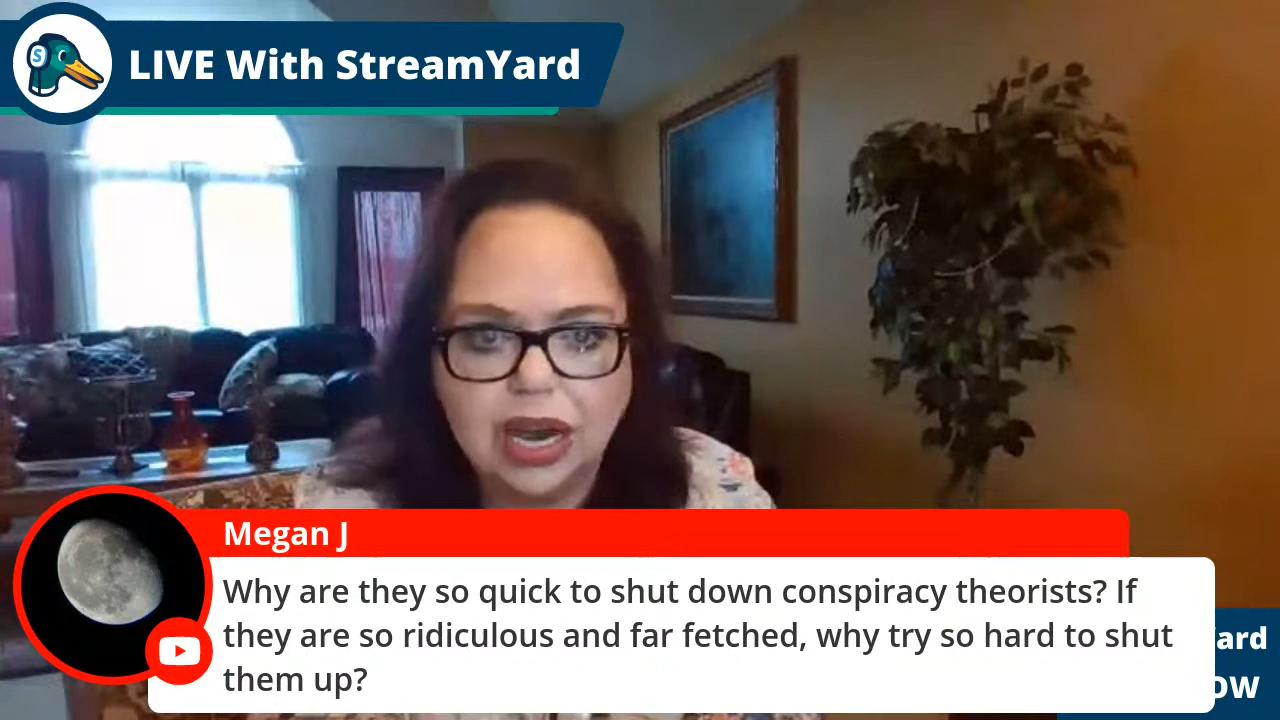 S
LIVE With StreamYard
Megan J
Why are they so quick to shut down conspiracy theorists? If
they are so ridiculous and far fetched, why try so hard to shut
them up?